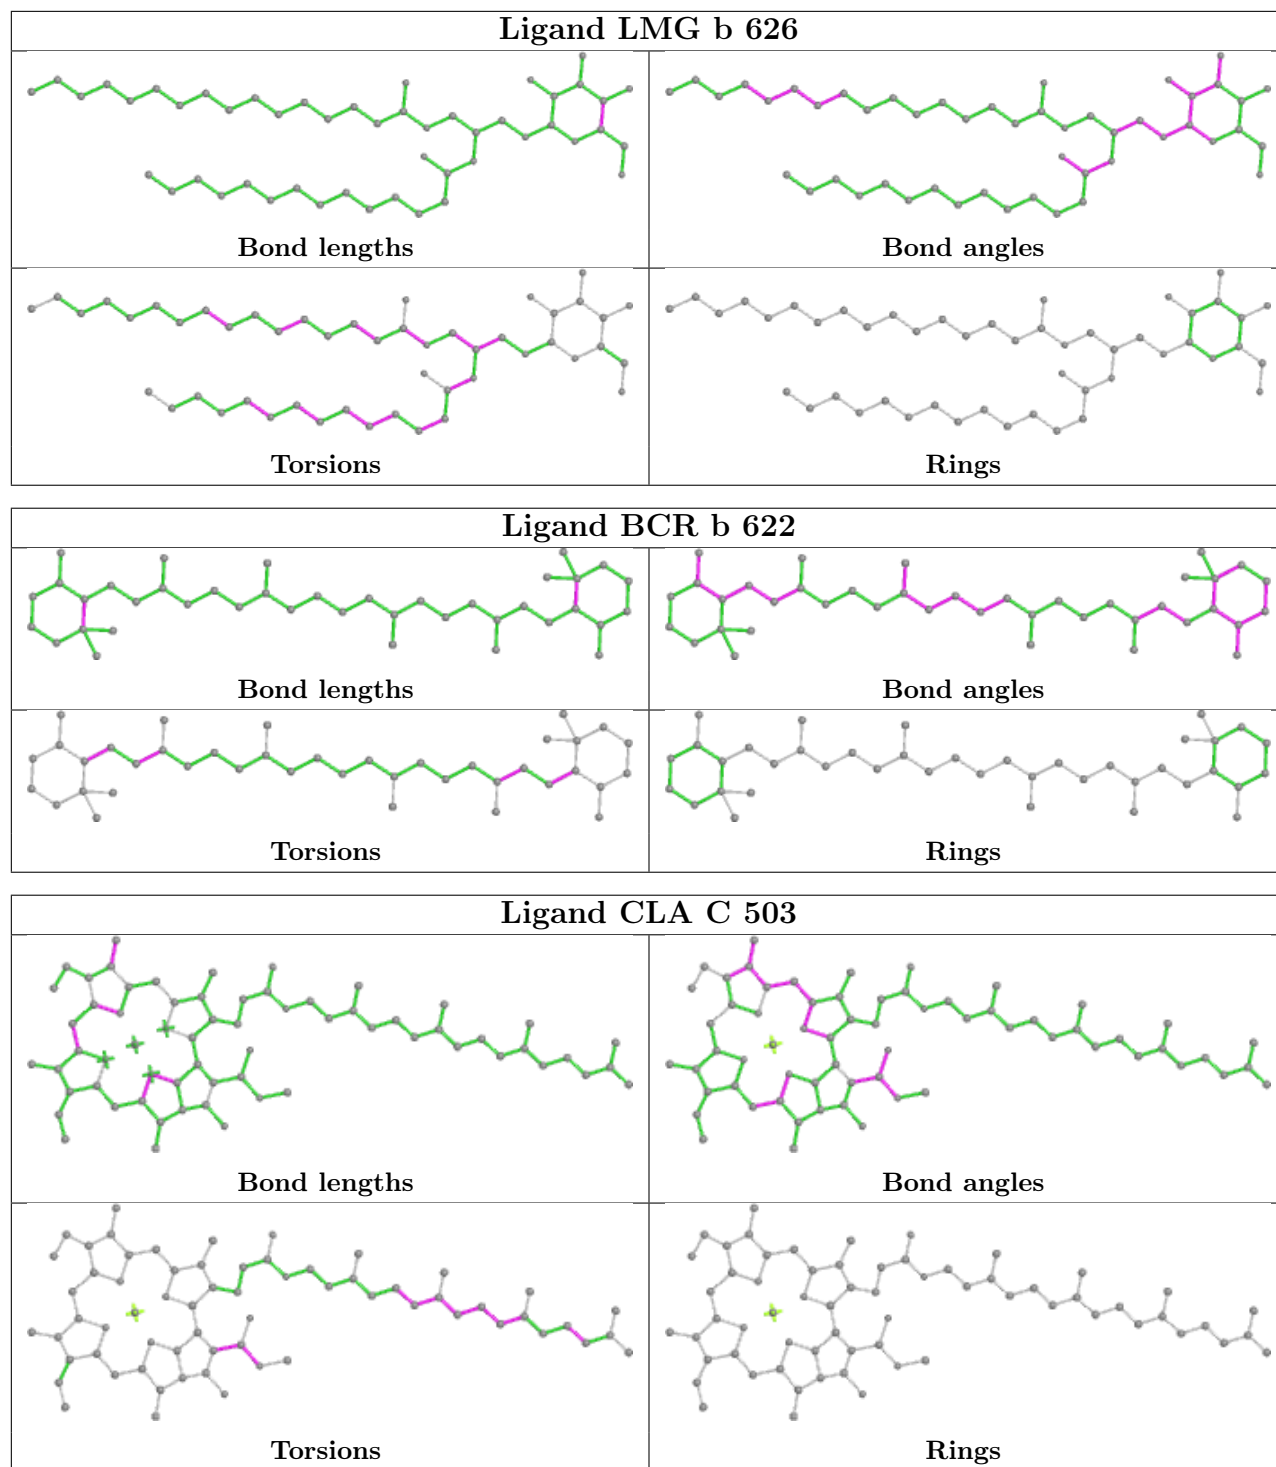 Ligand LMG b 626
Bond lengths
Bond angles
Torsions
Rings
Ligand BCR b 622
Bond lengths
Bond angles
Torsions
Rings
Ligand CLA C 503
Bond lengths
Bond angles
Torsions
Rings